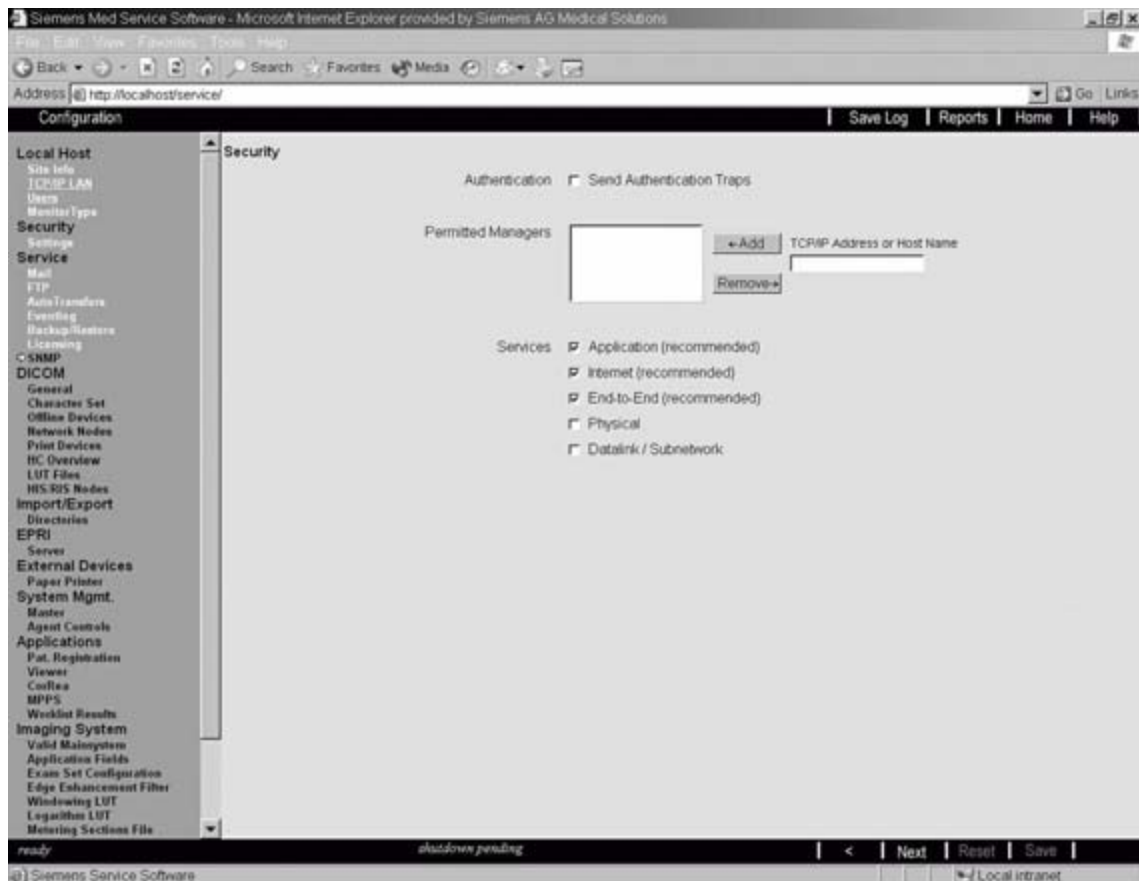 Siemens Med Service Software - Microsoft Internet Explorer provided by Siemens AG Medical Solutions
File Edit View Favorites Tools Help
Back Search Favorites Media
Address http://localhost/service/ Go Links
Configuration Save Log Reports Home Help
Local Host
Site Info
TCP/IP LAN
Users
MonitorType
Security
Settings
Service
Mail
FTP
AutoTransfers
Eventing
Backup/Restore
Licensing
SNMP
DICOM
General
Character Set
Offline Devices
Network Nodes
Print Devices
HC Overview
LUT Files
HIS/RIS Nodes
Import/Export
Directories
EPRI
Server
External Devices
Paper Printer
System Mgmt.
Master
Agent Controls
Applications
Pat. Registration
Viewer
CorRea
MPPS
Worklist Results
Imaging System
Valid Mainsystem
Application Fields
Exam Set Configuration
Edge Enhancement Filter
Windowing LUT
Logarithm LUT
Metering Sections File
Security
Authentication Send Authentication Traps
Permitted Managers
←Add TCP/IP Address or Host Name
Remove→
Services Application (recommended)
Internet (recommended)
End-to-End (recommended)
Physical
Datalink / Subnetwork
ready shutdown pending < Next Reset Save
Siemens Service Software Local intranet